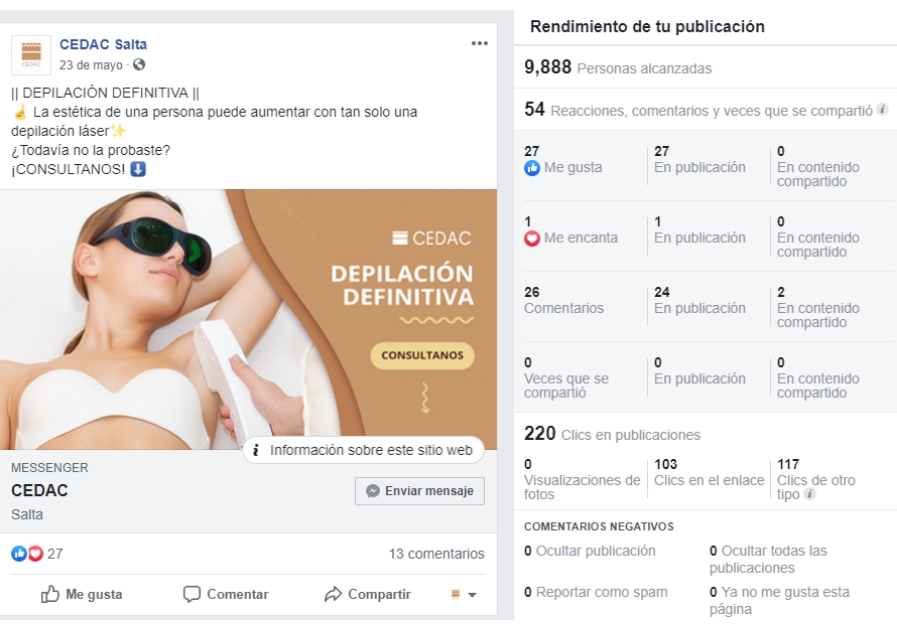 CEDAC Salta
23 de mayo
|| DEPILACIÓN DEFINITIVA ||
☝ La estética de una persona puede aumentar con tan solo una
depilación láser✨
¿Todavía no la probaste?
¡CONSULTANOS! ⬇
CEDAC
CEDAC
DEPILACIÓN
DEFINITIVA
CONSULTANOS
i Información sobre este sitio web
MESSENGER
CEDAC
Salta
Enviar mensaje
27
13 comentarios
Me gusta
Comentar
Compartir
Rendimiento de tu publicación
9,888 Personas alcanzadas
54 Reacciones, comentarios y veces que se compartió i
27
Me gusta
27
En publicación
0
En contenido
compartido
1
Me encanta
1
En publicación
0
En contenido
compartido
26
Comentarios
24
En publicación
2
En contenido
compartido
0
Veces que se
compartió
0
En publicación
0
En contenido
compartido
220 Clics en publicaciones
0
Visualizaciones de
fotos
103
Clics en el enlace
117
Clics de otro
tipo i
COMENTARIOS NEGATIVOS
0 Ocultar publicación
0 Ocultar todas las
publicaciones
0 Reportar como spam
0 Ya no me gusta esta
página